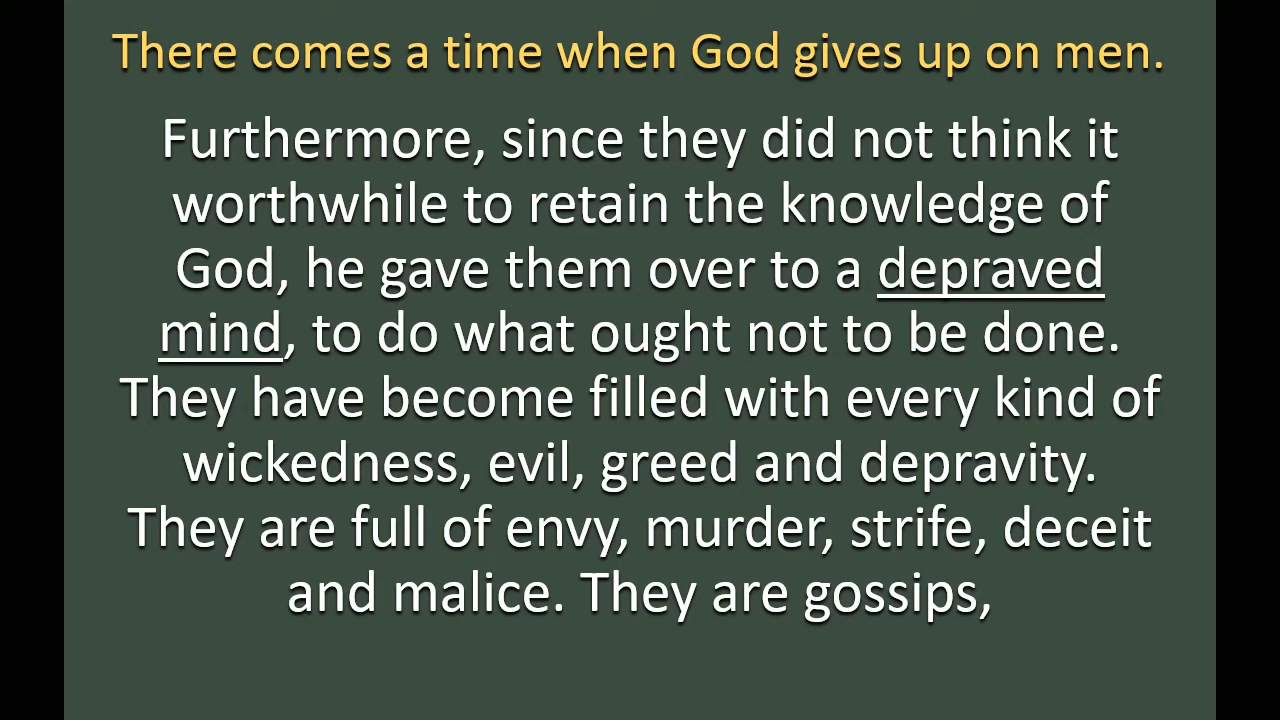 There comes a time when God gives up on men.
Furthermore, since they did not think it
worthwhile to retain the knowledge of
God, he gave them over to a depraved
mind, to do what ought not to be done.
They have become filled with every kind of
wickedness, evil, greed and depravity.
They are full of envy, murder, strife, deceit
and malice. They are gossips,